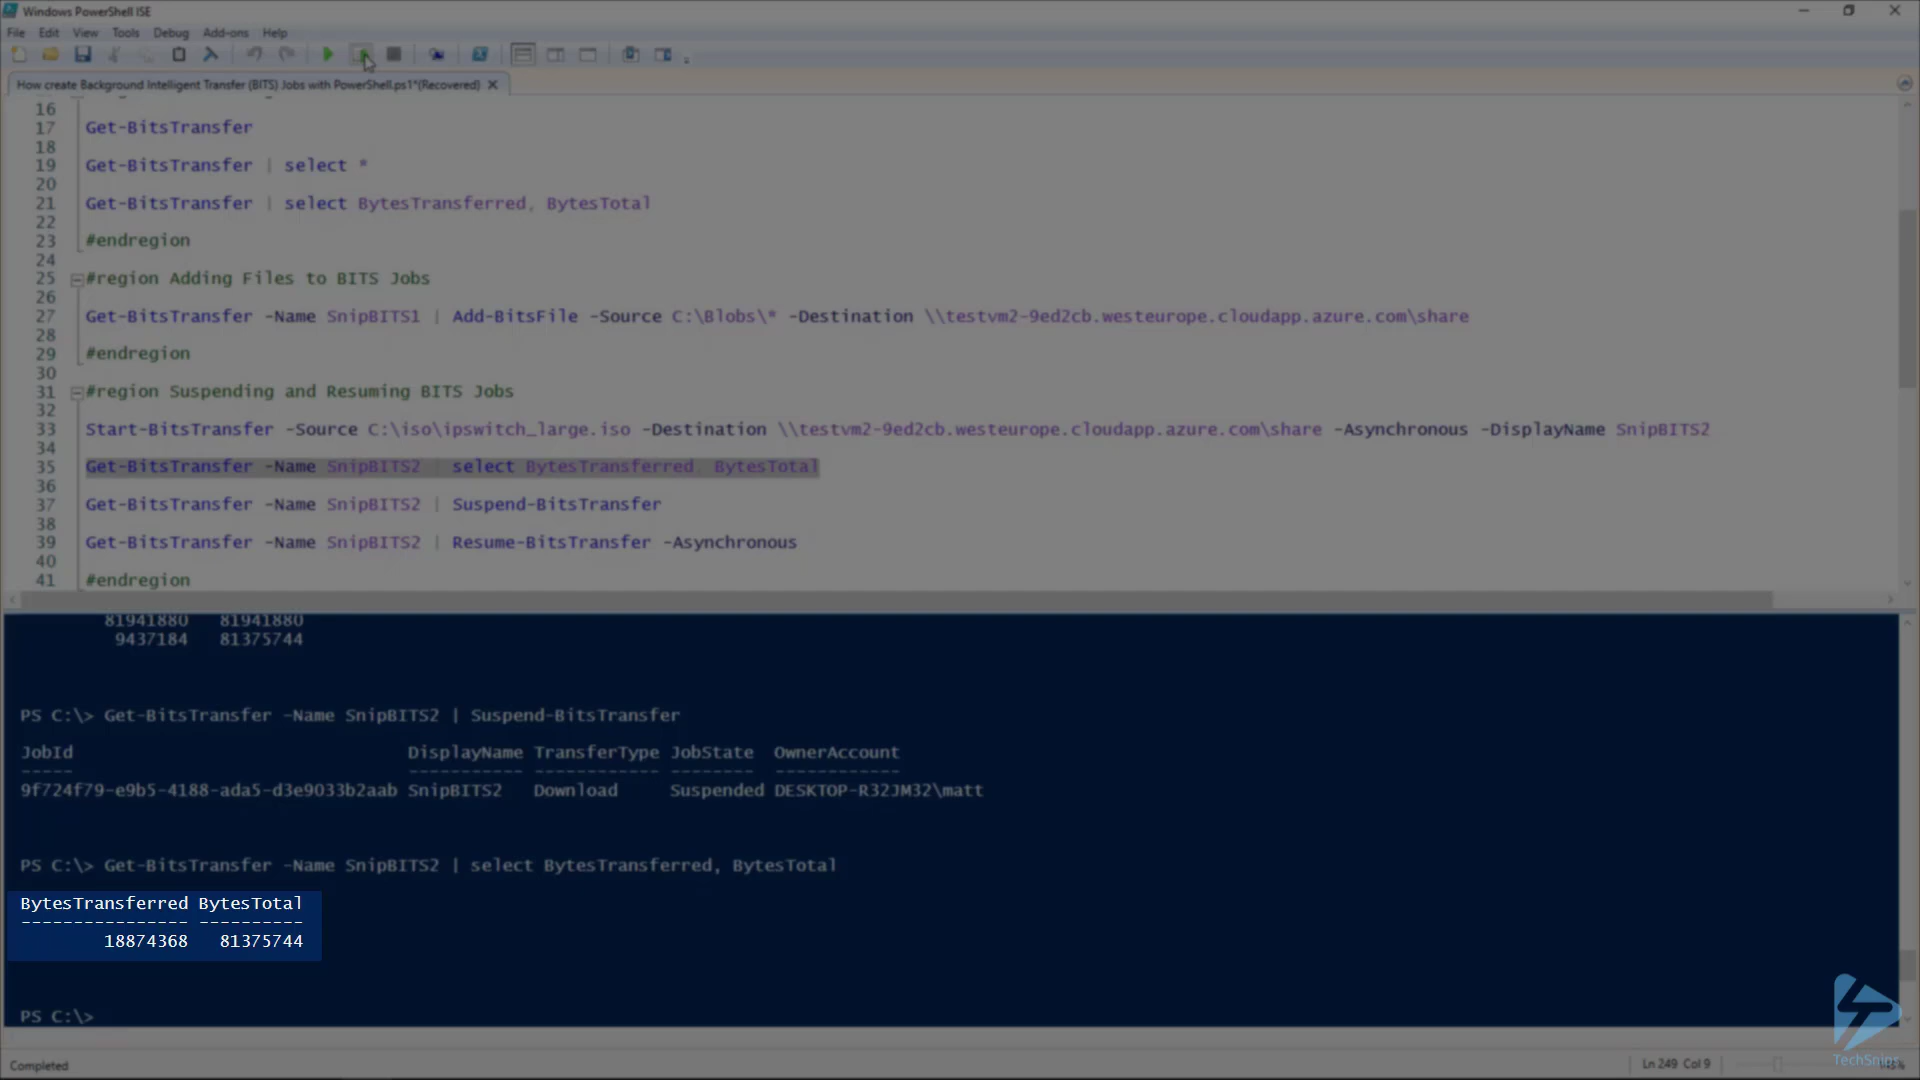 Windows PowerShell ISE
File Edit View Tools Debug Add-ons Help
How create Background Intelligent Transfer (BITS) Jobs with PowerShell.ps1*(Recovered)
16
17 Get-BitsTransfer
18
19 Get-BitsTransfer | select *
20
21 Get-BitsTransfer | select BytesTransferred, BytesTotal
22
23 #endregion
24
25 #region Adding Files to BITS Jobs
26
27 Get-BitsTransfer -Name SnipBITS1 | Add-BitsFile -Source C:\Blobs\* -Destination \\testvm2-9ed2cb.westeurope.cloudapp.azure.com\share
28
29 #endregion
30
31 #region Suspending and Resuming BITS Jobs
32
33 Start-BitsTransfer -Source C:\iso\ipswitch_large.iso -Destination \\testvm2-9ed2cb.westeurope.cloudapp.azure.com\share -Asynchronous -DisplayName SnipBITS2
34
35 Get-BitsTransfer -Name SnipBITS2 | select BytesTransferred, BytesTotal
36
37 Get-BitsTransfer -Name SnipBITS2 | Suspend-BitsTransfer
38
39 Get-BitsTransfer -Name SnipBITS2 | Resume-BitsTransfer -Asynchronous
40
41 #endregion
81941880 81941880
9437184 81375744
PS C:\> Get-BitsTransfer -Name SnipBITS2 | Suspend-BitsTransfer
JobId DisplayName TransferType JobState OwnerAccount
----- ----------- ------------ -------- ------------
9f724f79-e9b5-4188-ada5-d3e9033b2aab SnipBITS2 Download Suspended DESKTOP-R32JM32\matt
PS C:\> Get-BitsTransfer -Name SnipBITS2 | select BytesTransferred, BytesTotal
BytesTransferred BytesTotal
---------------- ----------
18874368 81375744
PS C:\>
Completed
Ln 249 Col 9
TechSnips